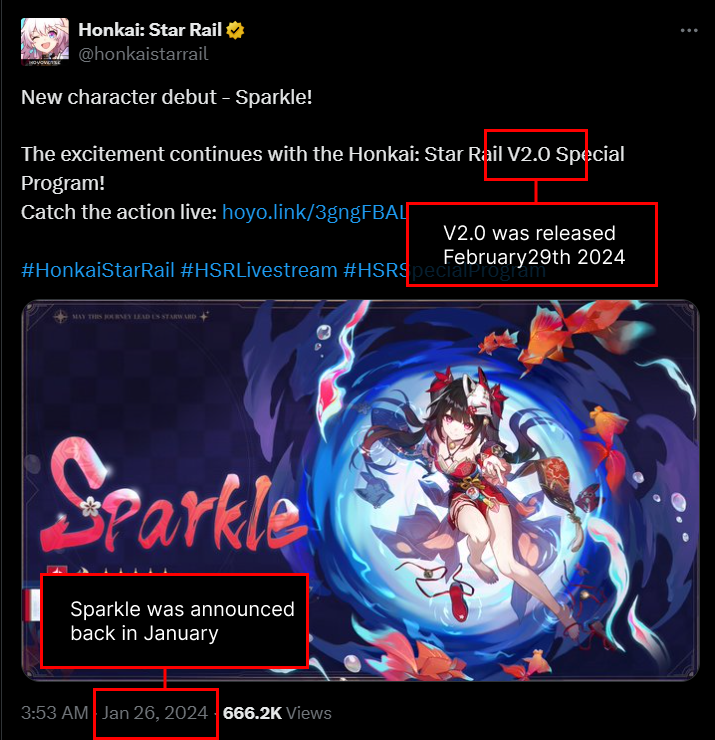 Honkai: Star Rail
@honkaistarrail
New character debut - Sparkle!
The excitement continues with the Honkai: Star Rail V2.0 Special
Program!
Catch the action live: hoyo.link/3gngFBAL
V2.0 was released
February29th 2024
#HonkaiStarRail #HSRLivestream #HSRSpecialProgram
MAY THIS JOURNEY LEAD US STARWARD
Sparkle
Sparkle was announced
back in January
3:53 AM · Jan 26, 2024 · 666.2K Views